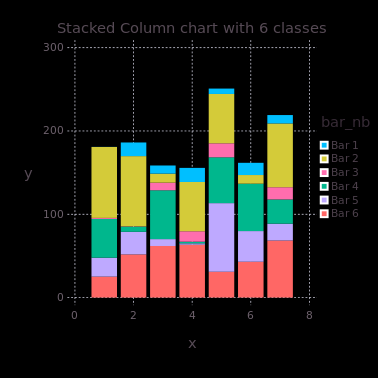 Stacked Column chart with 6 classes
300
200
100
0
y
0
2
4
6
8
x
bar_nb
Bar 1
Bar 2
Bar 3
Bar 4
Bar 5
Bar 6